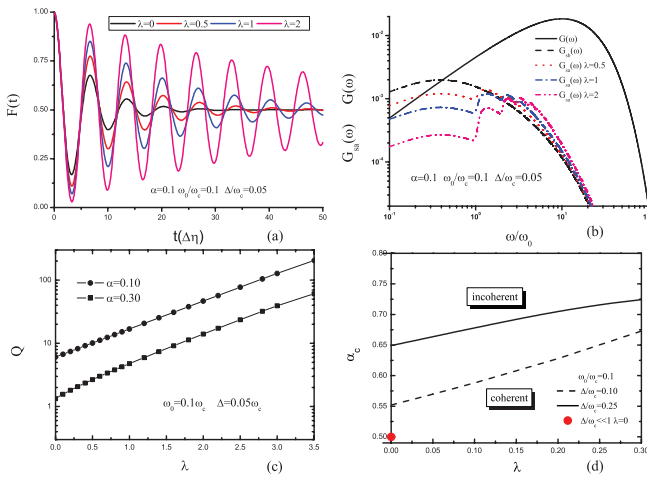 λ=0 λ=0.5 λ=1 λ=2
1.00
0.75
0.50
0.25
0.00
F(t)
α=0.1 ω₀/ω_c=0.1 Δ/ω_c=0.05
0 10 20 30 40 50
t(Δη) (a)
G(ω)
G_sa(ω)
G_sa(ω) λ=0.5
G_sa(ω) λ=1
G_sa(ω) λ=2
10⁻²
10⁻³
10⁻⁴
G_sa(ω) G(ω)
α=0.1 ω₀/ω_c=0.1 Δ/ω_c=0.05
10⁻¹ 10⁰ 10¹
ω/ω₀ (b)
α=0.10
α=0.30
100
10
1
Q
ω₀=0.1ω_c Δ=0.05ω_c
0.0 0.5 1.0 1.5 2.0 2.5 3.0 3.5
λ (c)
0.80
0.75
0.70
0.65
0.60
0.55
0.50
α_c
incoherent
coherent
ω₀/ω_c=0.1
Δ/ω_c=0.10
Δ/ω_c=0.25
Δ/ω_c<<1 λ=0
0.00 0.05 0.10 0.15 0.20 0.25 0.30
λ (d)